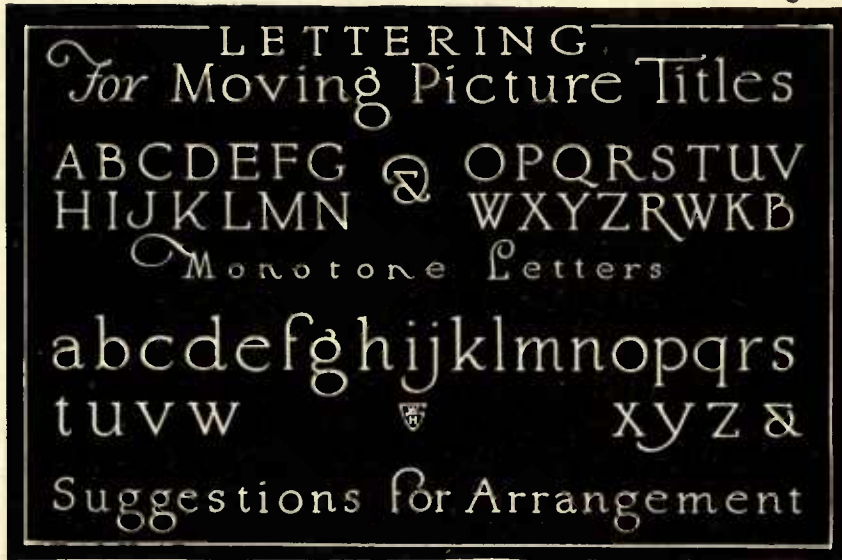 LETTERING
For Moving Picture Titles
ABCDEFG & OPQRSTUV
HIJKLMN WXYZRWKB
Monotone Letters
abcdefghijklmnopqrs
tuvw xyz &
Suggestions for Arrangement